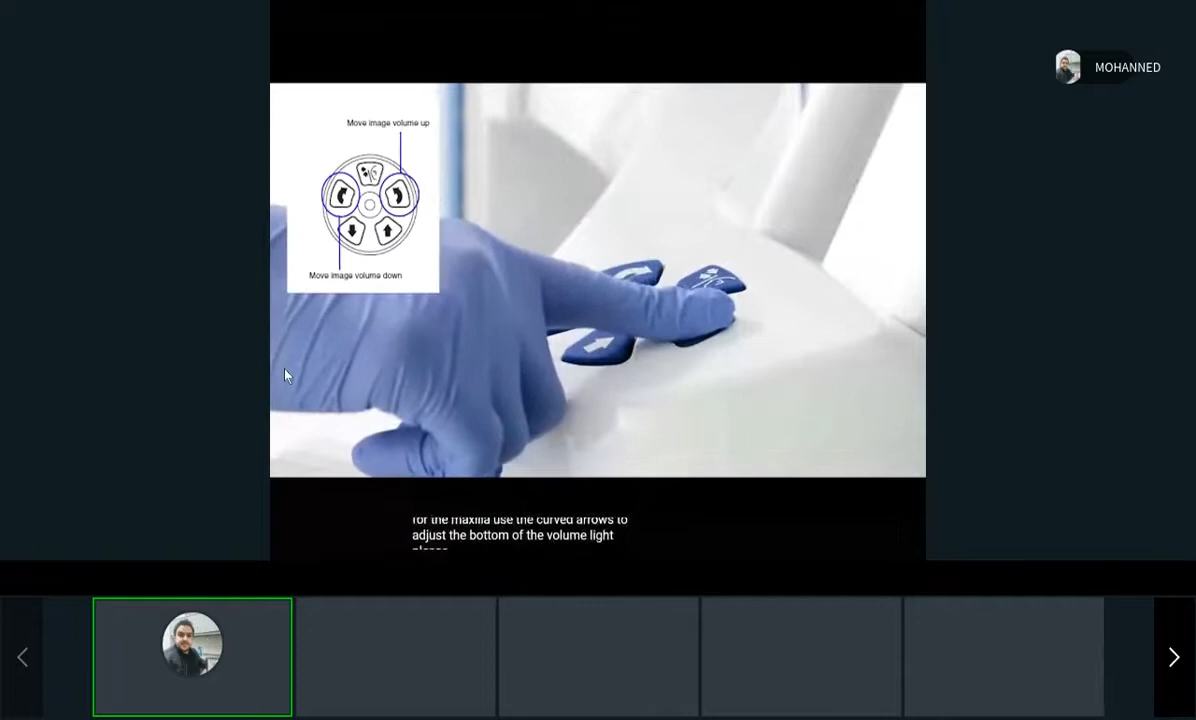 MOHANNED
Move image volume up
Move image volume down
for the maxilla use the curved arrows to
adjust the bottom of the volume light
planes